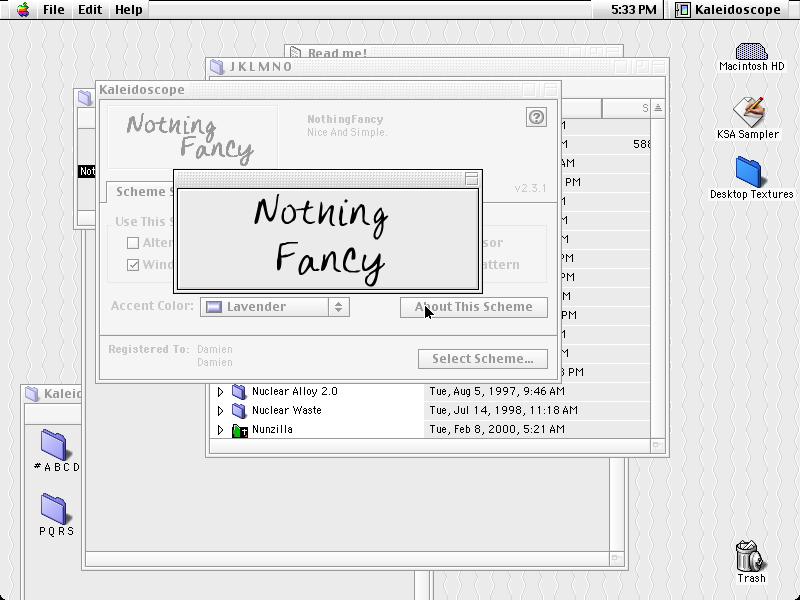 File Edit Help 5:33 PM Kaleidoscope
Read me!
JKLMNO
Kaleidoscope
Nothing Fancy
NothingFancy
Nice And Simple.
v2.3.1
S
M
M 588
AM
PM
M
M
M
PM
PM
M
PM
M
M
8 PM
Not
Scheme S
Use This S
Alter
sor
Wind
attern
Nothing
Fancy
Accent Color: Lavender About This Scheme
Registered To: Damien
Damien
Select Scheme...
Nuclear Alloy 2.0 Tue, Aug 5, 1997, 9:46 AM
Nuclear Waste Tue, Jul 14, 1998, 11:18 AM
Nunzilla Tue, Feb 8, 2000, 5:21 AM
Kaleid
#ABCD
PQRS
Macintosh HD
KSA Sampler
Desktop Textures
Trash